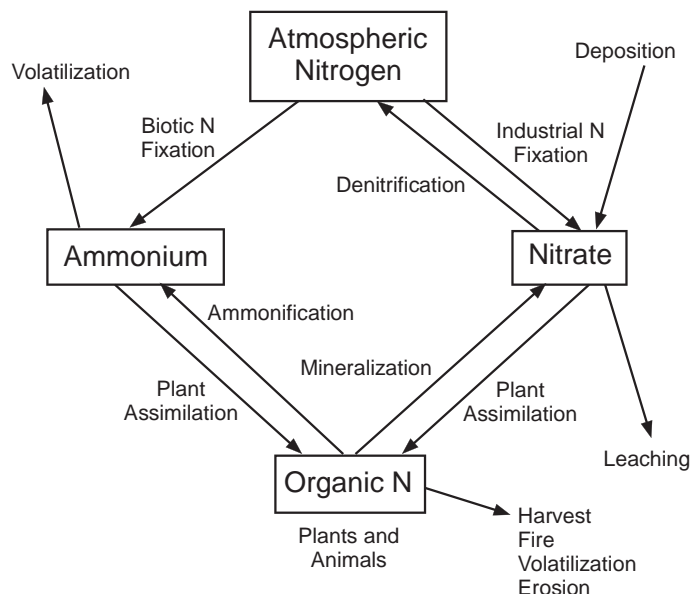 Atmospheric
Nitrogen
Deposition
Volatilization
Biotic N
Fixation
Industrial N
Fixation
Denitrification
Ammonium
Nitrate
Ammonification
Mineralization
Plant
Assimilation
Plant
Assimilation
Leaching
Organic N
Plants and
Animals
Harvest
Fire
Volatilization
Erosion